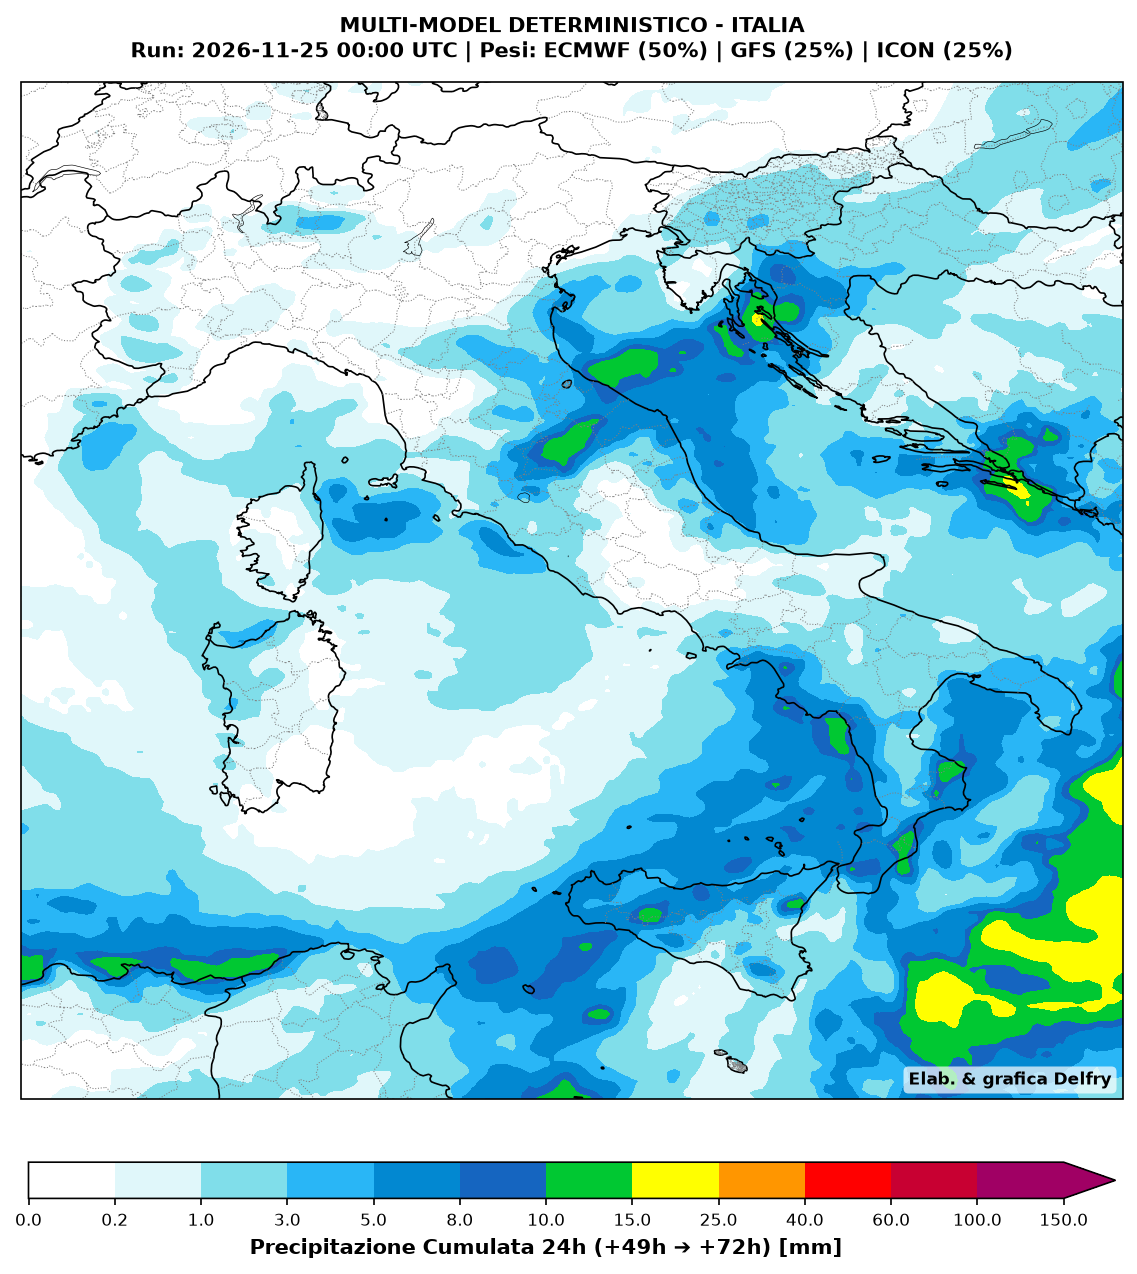 MULTI-MODEL DETERMINISTICO - ITALIA
Run: 2026-11-25 00:00 UTC | Pesi: ECMWF (50%) | GFS (25%) | ICON (25%)
Elab. & grafica Delfry
0.0 0.2 1.0 3.0 5.0 8.0 10.0 15.0 25.0 40.0 60.0 100.0 150.0
Precipitazione Cumulata 24h (+49h → +72h) [mm]